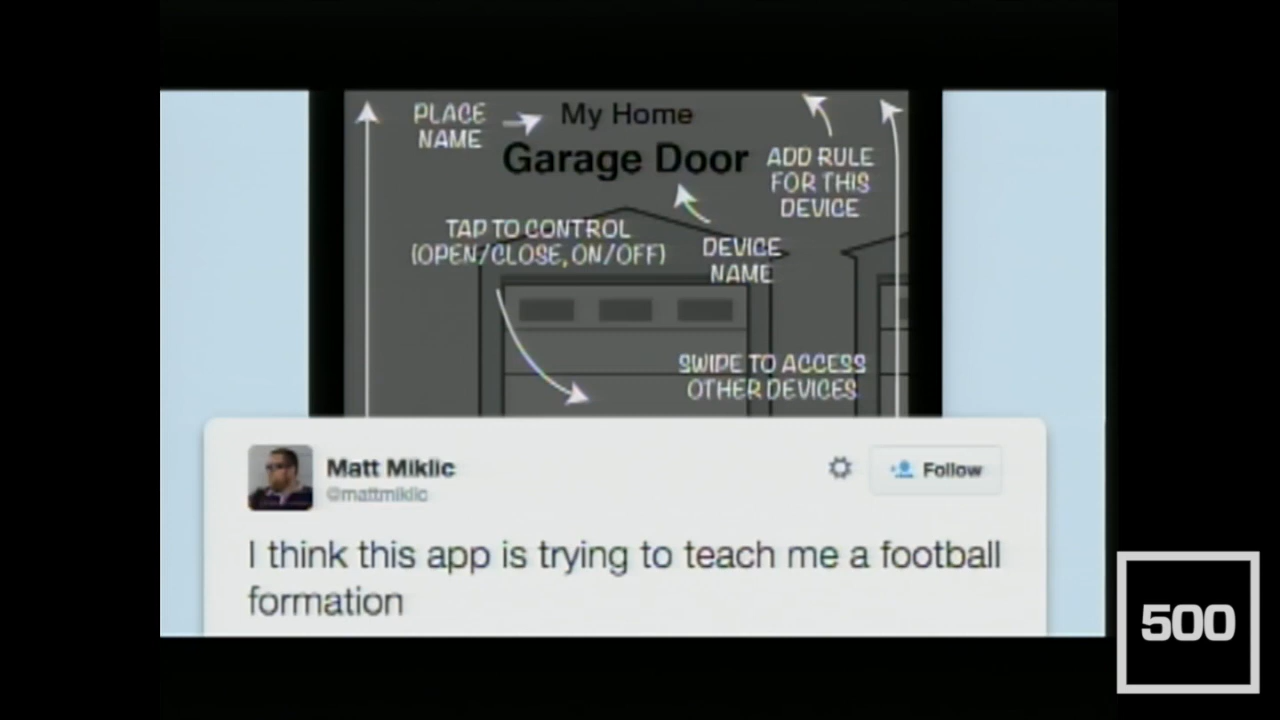 PLACE
NAME
My Home
Garage Door
ADD RULE
FOR THIS
DEVICE
TAP TO CONTROL
(OPEN/CLOSE, ON/OFF)
DEVICE
NAME
SWIPE TO ACCESS
OTHER DEVICES
Matt Miklic
@mattmiklic
Follow
I think this app is trying to teach me a football
formation
500